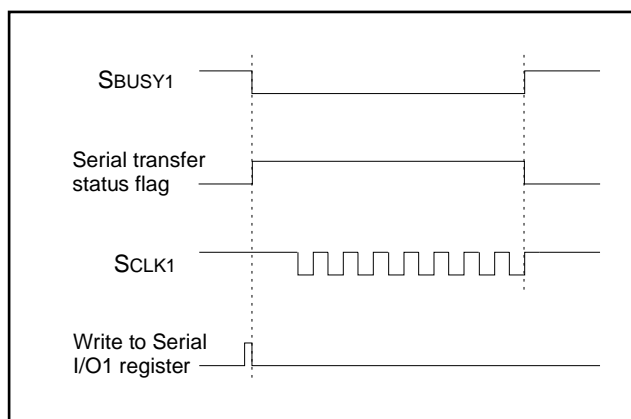 SBUSY1
Serial transfer
status flag
SCLK1
Write to Serial
I/O1 register